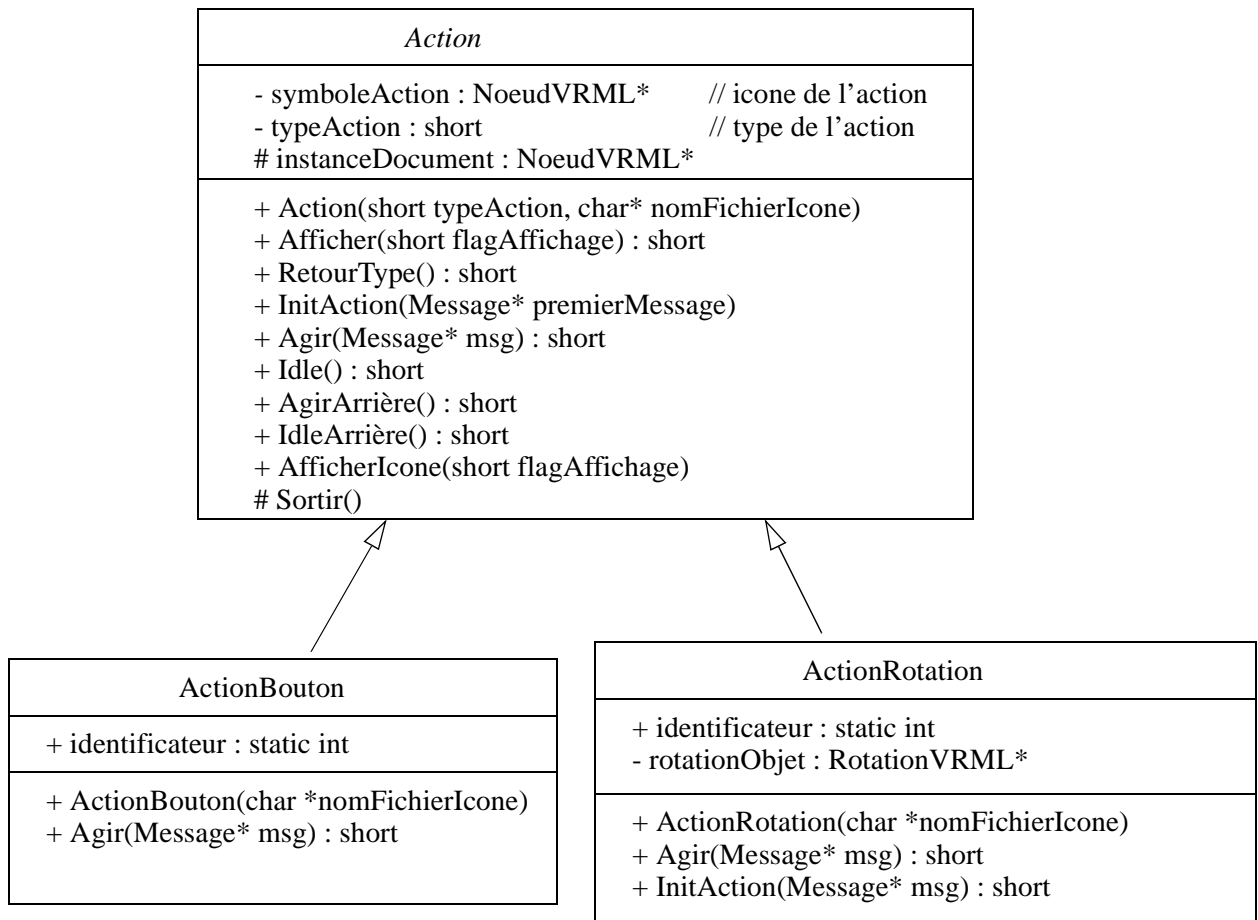 Action
- symboleAction : NoeudVRML* // icone de l’action
- typeAction : short // type de l’action
# instanceDocument : NoeudVRML*
+ Action(short typeAction, char* nomFichierIcone)
+ Afficher(short flagAffichage) : short
+ RetourType() : short
+ InitAction(Message* premierMessage)
+ Agir(Message* msg) : short
+ Idle() : short
+ AgirArrière() : short
+ IdleArrière() : short
+ AfficherIcone(short flagAffichage)
# Sortir()
ActionBouton
+ identificateur : static int
+ ActionBouton(char *nomFichierIcone)
+ Agir(Message* msg) : short
ActionRotation
+ identificateur : static int
- rotationObjet : RotationVRML*
+ ActionRotation(char *nomFichierIcone)
+ Agir(Message* msg) : short
+ InitAction(Message* msg) : short